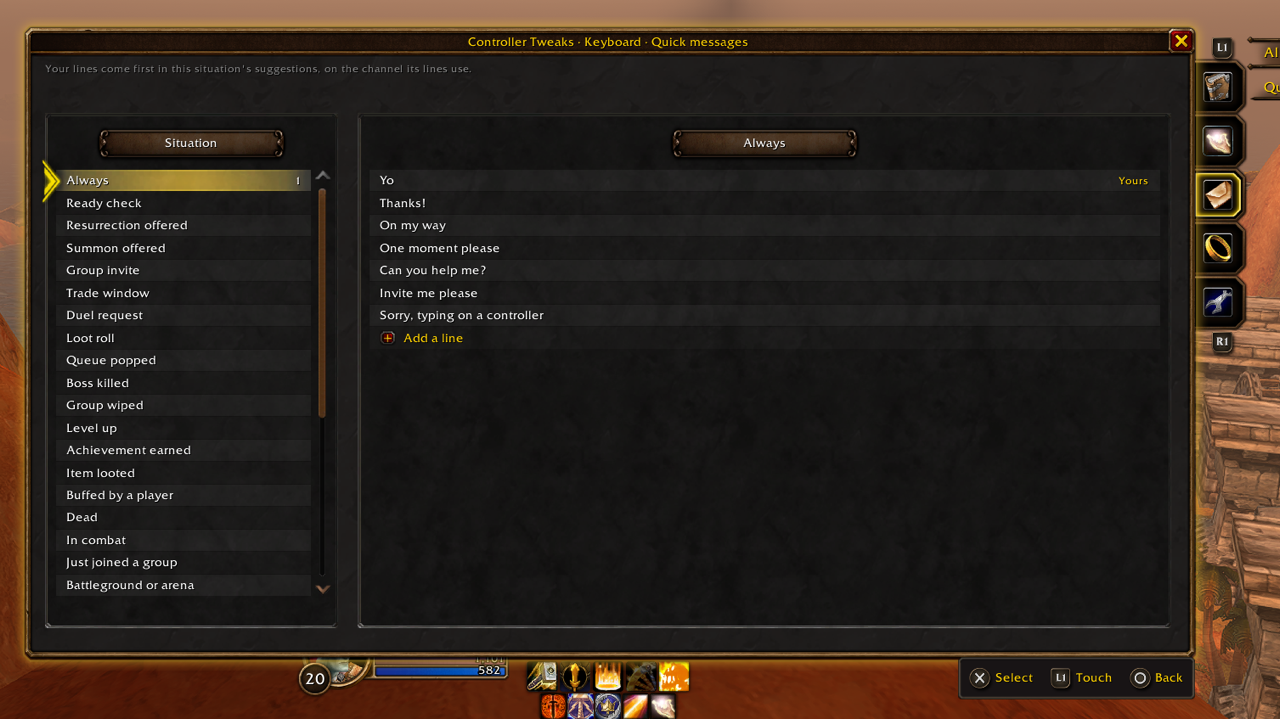 Controller Tweaks · Keyboard · Quick messages
Your lines come first in this situation's suggestions, on the channel its lines use.
L1
Situation
Always
Always 1
Ready check
Resurrection offered
Summon offered
Group invite
Trade window
Duel request
Loot roll
Queue popped
Boss killed
Group wiped
Level up
Achievement earned
Item looted
Buffed by a player
Dead
In combat
Just joined a group
Battleground or arena
Yo Yours
Thanks!
On my way
One moment please
Can you help me?
Invite me please
Sorry, typing on a controller
Add a line
R1
20
582
X Select L1 Touch Back